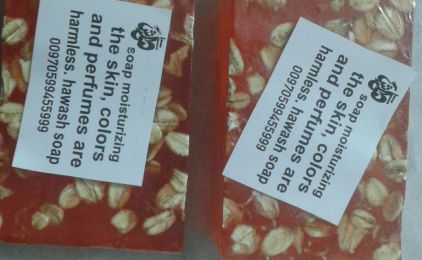 soap moisturizing
the skin, colors
and perfumes are
harmless. hawash soap
00970599455999
soap moisturizing
the skin, colors
and perfumes are
harmless. hawash soap
00970599455999